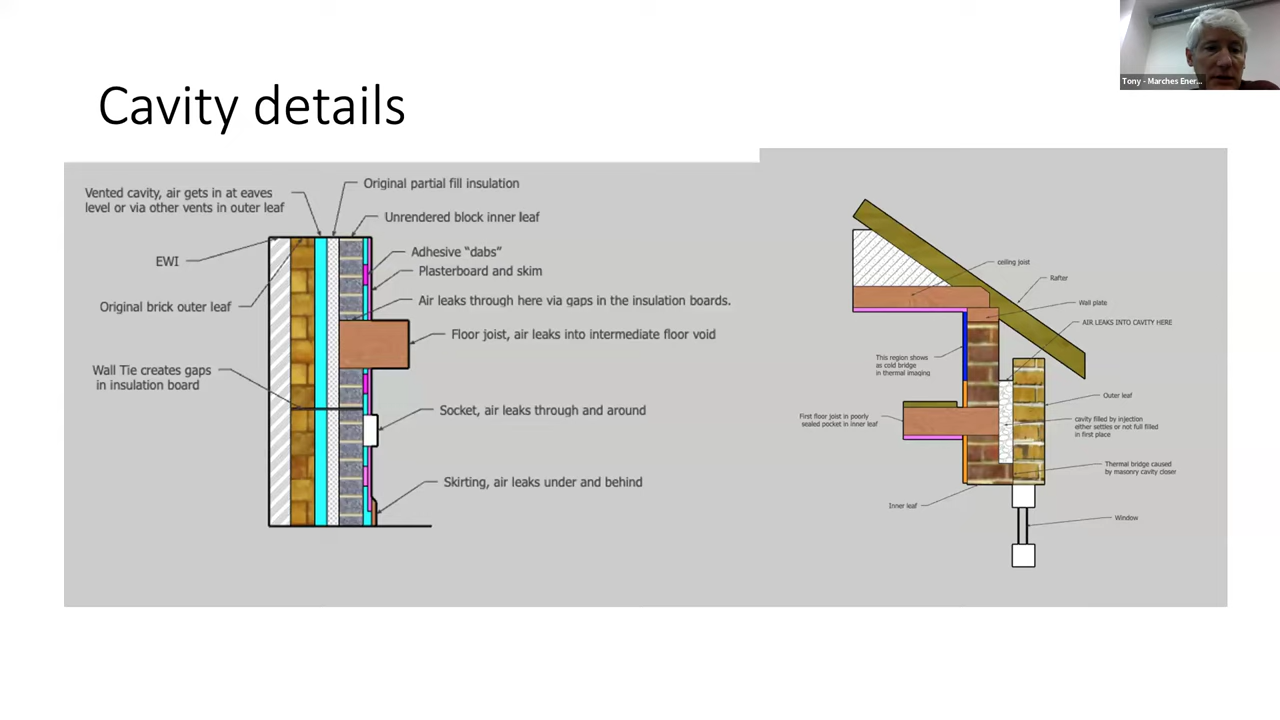 Tony - Marches Ener...
Cavity details
Vented cavity, air gets in at eaves
level or via other vents in outer leaf
Original partial fill insulation
Unrendered block inner leaf
EWI
Adhesive “dabs”
Plasterboard and skim
Original brick outer leaf
Air leaks through here via gaps in the insulation boards.
Floor joist, air leaks into intermediate floor void
Wall Tie creates gaps
in insulation board
Socket, air leaks through and around
Skirting, air leaks under and behind
ceiling joist
Rafter
Wall plate
AIR LEAKS INTO CAVITY HERE
This region shows
as cold bridge
in thermal imaging
Outer leaf
First floor joist in poorly
sealed pocket in inner leaf
cavity filled by injection
either settles or not full filled
in first place
Thermal bridge caused
by masonry cavity closer
Inner leaf
Window